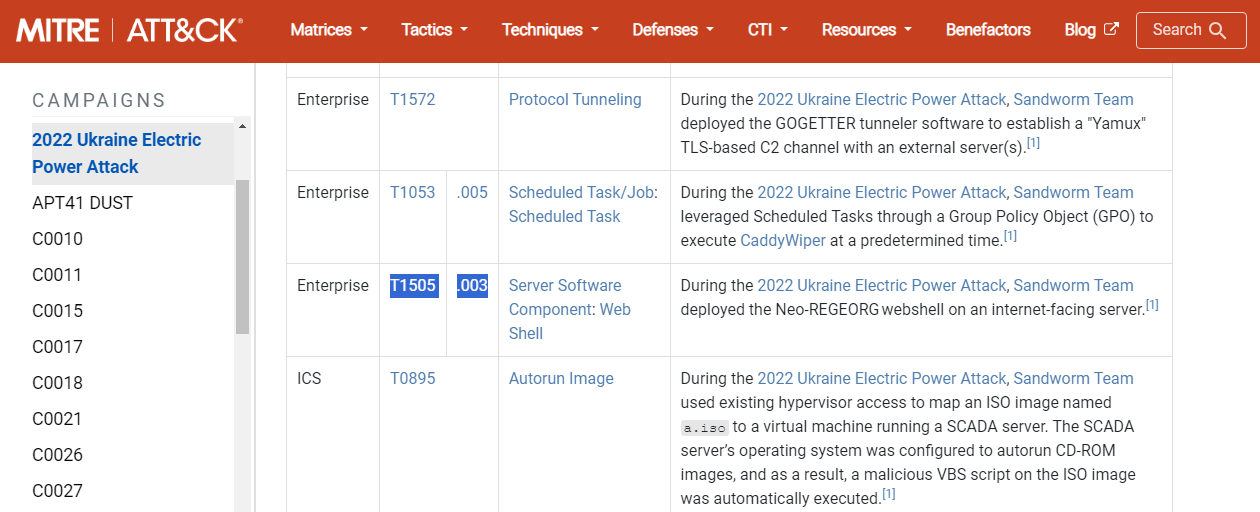 MITRE | ATT&CK®
Matrices Tactics Techniques Defenses CTI Resources Benefactors Blog Search
CAMPAIGNS
2022 Ukraine Electric
Power Attack
APT41 DUST
C0010
C0011
C0015
C0017
C0018
C0021
C0026
C0027
Enterprise T1572 Protocol Tunneling During the 2022 Ukraine Electric Power Attack, Sandworm Team
deployed the GOGETTER tunneler software to establish a "Yamux"
TLS-based C2 channel with an external server(s).[1]
Enterprise T1053 .005 Scheduled Task/Job: During the 2022 Ukraine Electric Power Attack, Sandworm Team
Scheduled Task leveraged Scheduled Tasks through a Group Policy Object (GPO) to
execute CaddyWiper at a predetermined time.[1]
Enterprise T1505 .003 Server Software During the 2022 Ukraine Electric Power Attack, Sandworm Team
Component: Web deployed the Neo-REGEORG webshell on an internet-facing server.[1]
Shell
ICS T0895 Autorun Image During the 2022 Ukraine Electric Power Attack, Sandworm Team
used existing hypervisor access to map an ISO image named
a.iso to a virtual machine running a SCADA server. The SCADA
server's operating system was configured to autorun CD-ROM
images, and as a result, a malicious VBS script on the ISO image
was automatically executed.[1]